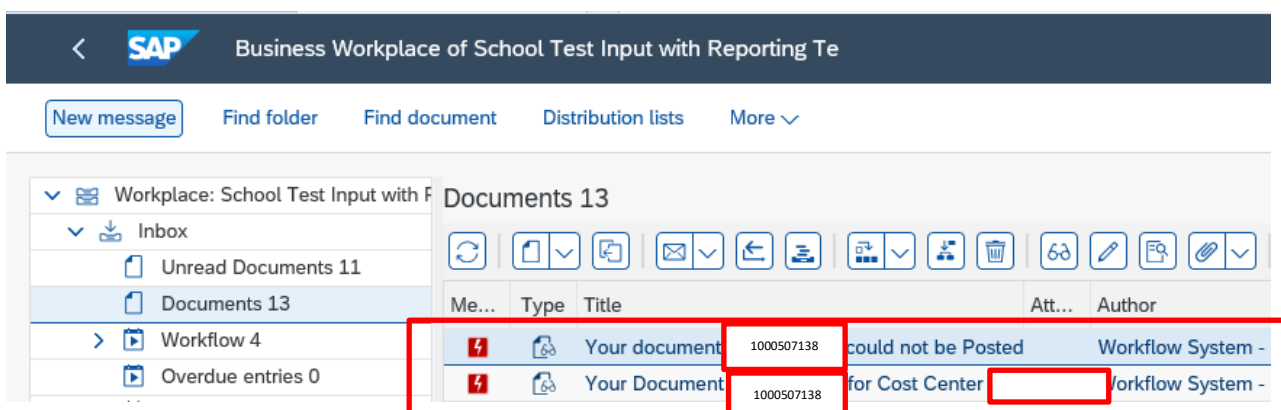 SAP Business Workplace of School Test Input with Reporting Te
New message Find folder Find document Distribution lists More
Workplace: School Test Input with
Inbox
Unread Documents 11
Documents 13
Workflow 4
Overdue entries 0
Documents 13
Me... Type Title Att... Author
Your document 1000507138 could not be Posted Workflow System -
Your Document 1000507138 for Cost Center Workflow System -